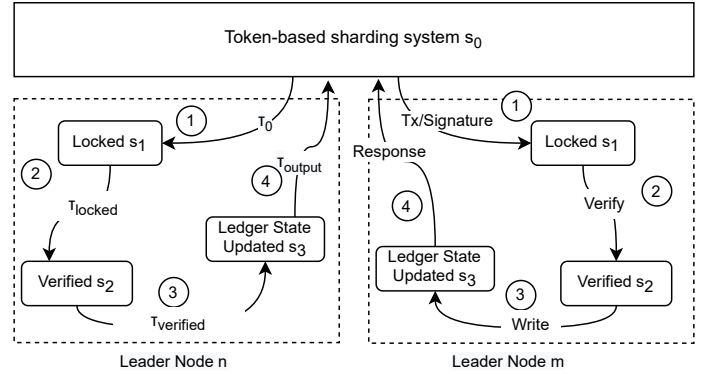 Token-based sharding system s0
1
τ0
Locked s1
2
τlocked
4
τoutput
Ledger State
Updated s3
Verified s2
3
τverified
Leader Node n
1
Tx/Signature
Locked s1
Response
2
Verify
4
Ledger State
Updated s3
Verified s2
3
Write
Leader Node m